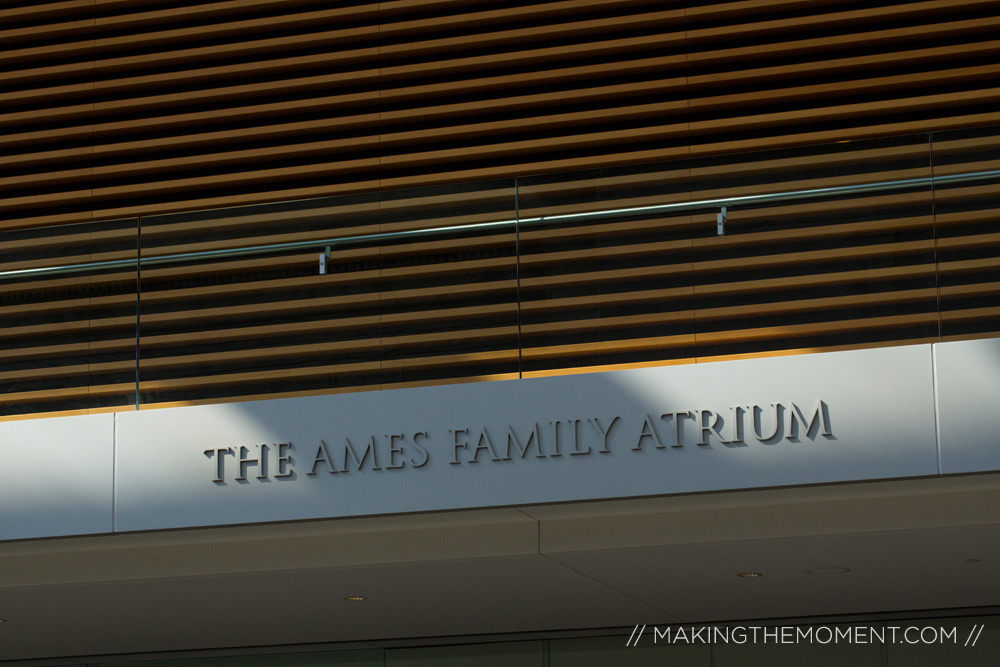 THE AMES FAMILY ATRIUM
// MAKINGTHEMOMENT.COM //